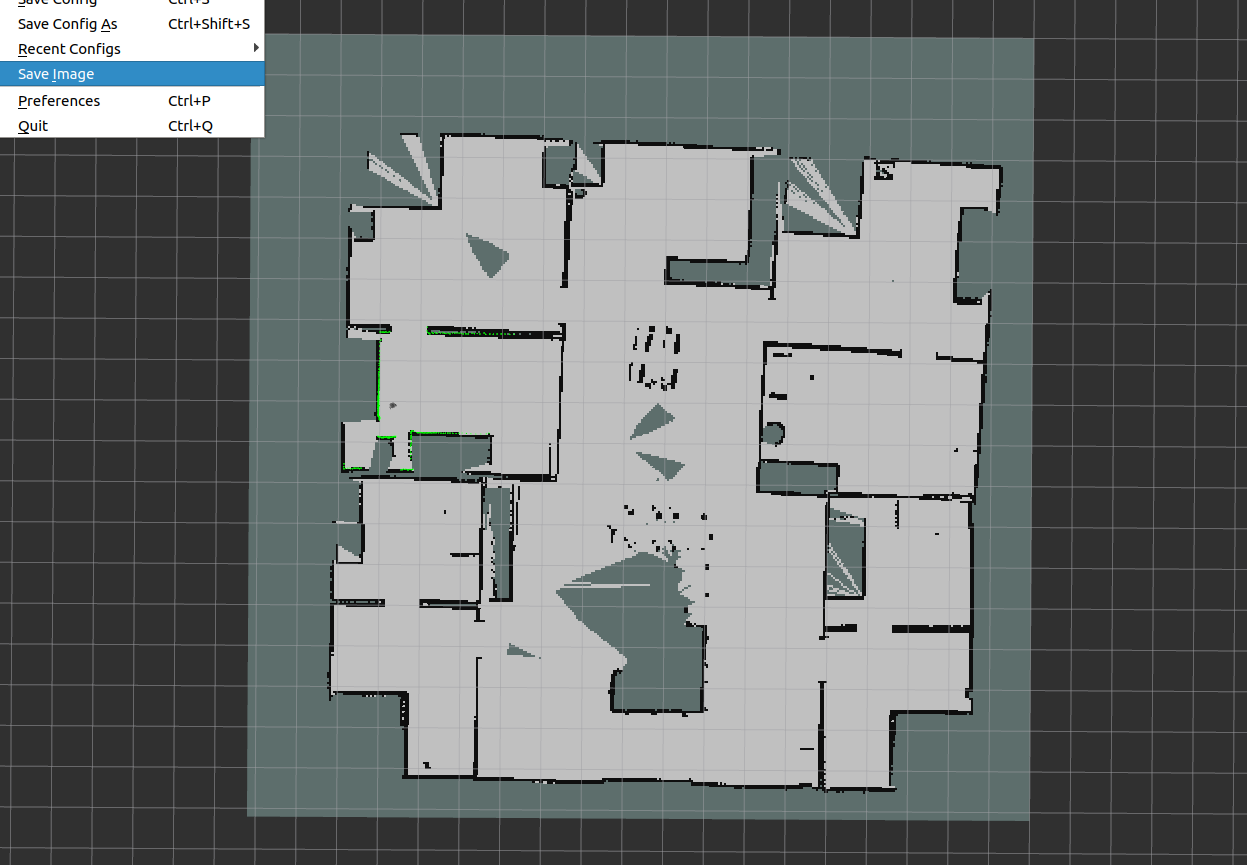 Save Config Ctrl+S
Save Config As Ctrl+Shift+S
Recent Configs
Save Image
Preferences Ctrl+P
Quit Ctrl+Q